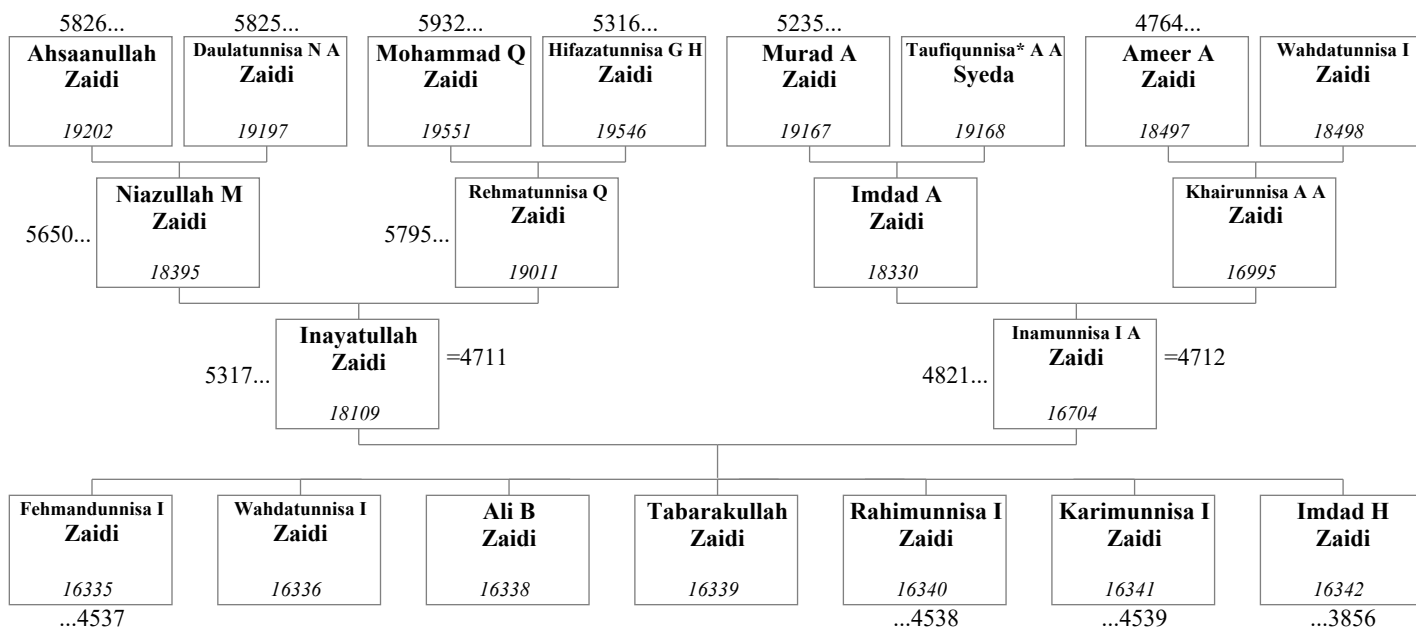 5826...
5825...
5932...
5316...
5235...
4764...
Ahsaanullah
Zaidi
19202
Daulatunnisa N A
Zaidi
19197
Mohammad Q
Zaidi
19551
Hifazatunnisa G H
Zaidi
19546
Murad A
Zaidi
19167
Taufiqunnisa* A A
Syeda
19168
Ameer A
Zaidi
18497
Wahdatunnisa I
Zaidi
18498
5650...
Niazullah M
Zaidi
18395
5795...
Rehmatunnisa Q
Zaidi
19011
Imdad A
Zaidi
18330
Khairunnisa A A
Zaidi
16995
5317...
Inayatullah
Zaidi
18109
=4711
4821...
Inamunnisa I A
Zaidi
16704
=4712
Fehmandunnisa I
Zaidi
16335
...4537
Wahdatunnisa I
Zaidi
16336
Ali B
Zaidi
16338
Tabarakullah
Zaidi
16339
Rahimunnisa I
Zaidi
16340
...4538
Karimunnisa I
Zaidi
16341
...4539
Imdad H
Zaidi
16342
...3856